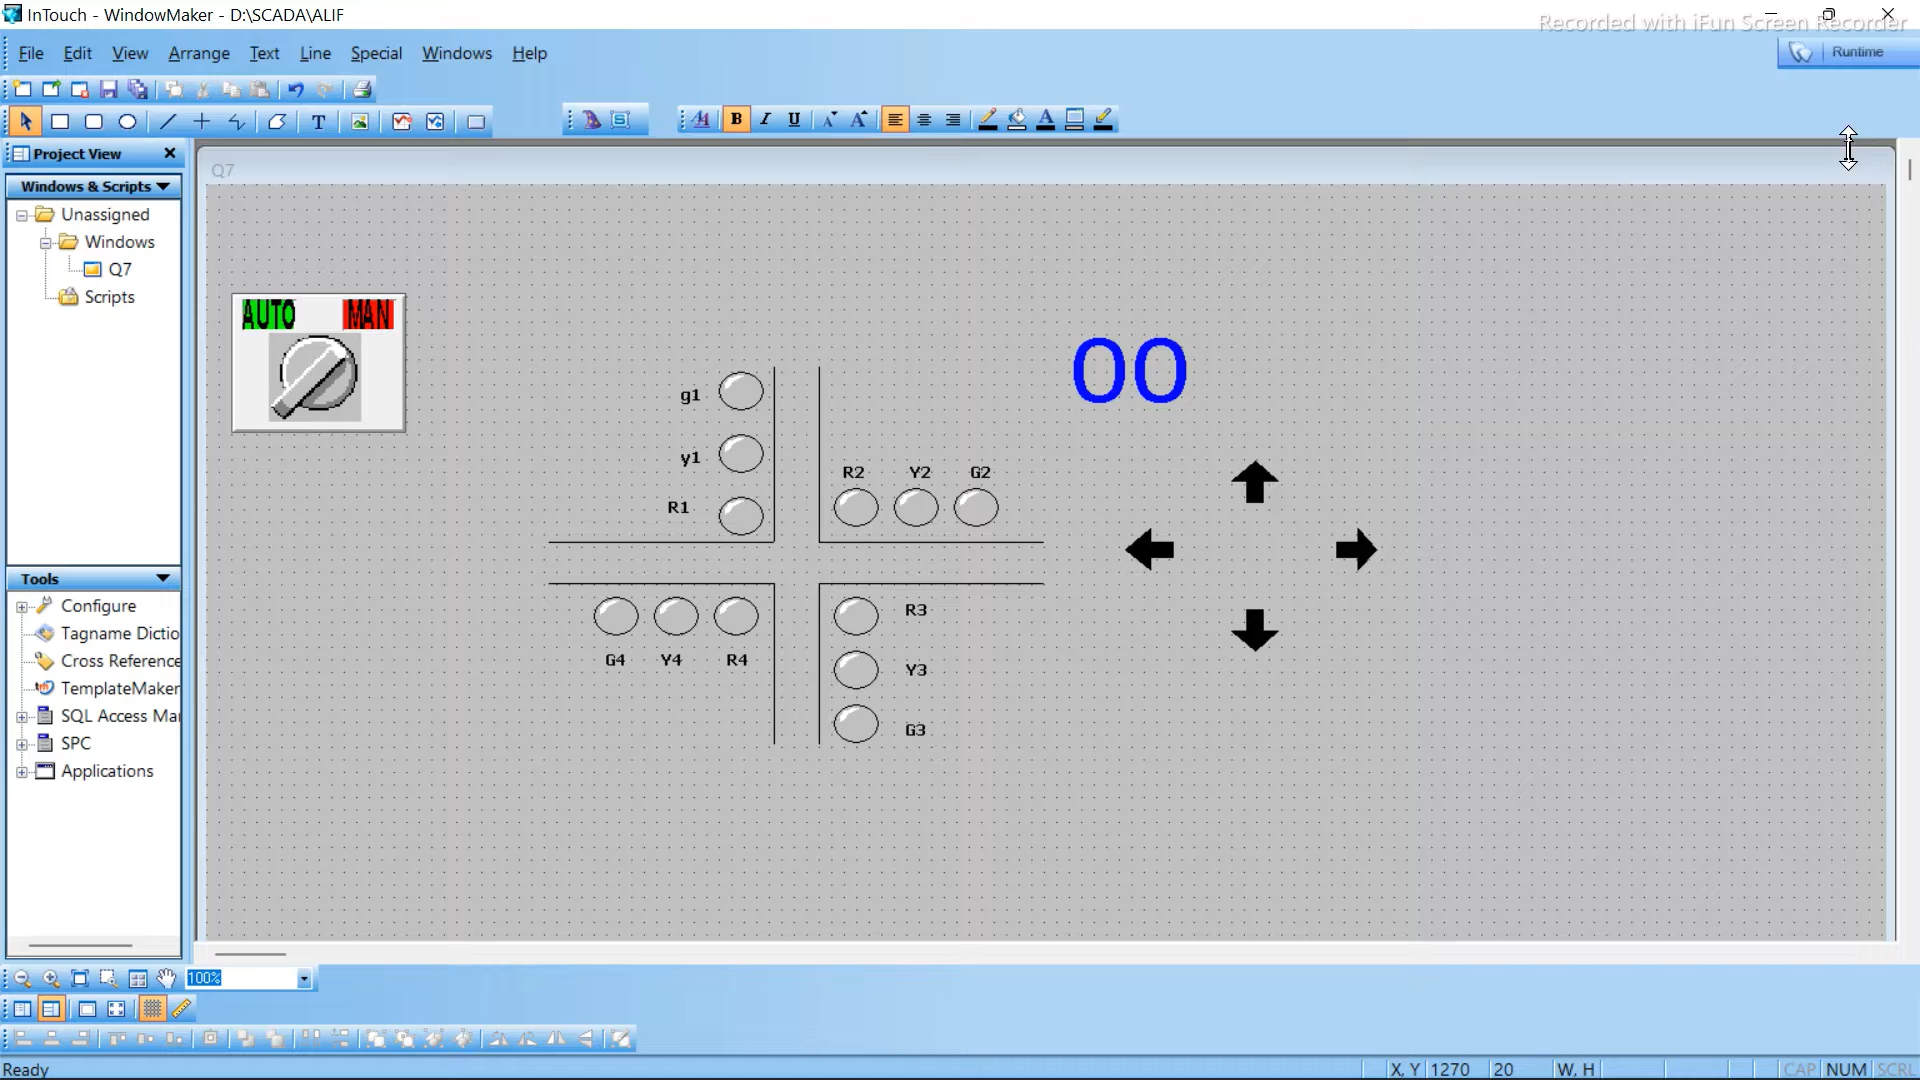 InTouch - WindowMaker - D:\SCADA\ALIF
Recorded with iFun Screen Recorder
File Edit View Arrange Text Line Special Windows Help
Runtime
Project View
Windows & Scripts
Unassigned
Windows
Q7
Scripts
Tools
Configure
Tagname Dictio
Cross Reference
TemplateMaker
SQL Access Ma
SPC
Applications
Q7
AUTO MAN
00
g1
y1
R1
R2 Y2 G2
G4 Y4 R4
R3
Y3
G3
100%
Ready
X, Y 1270 20 W, H CAP NUM SCRL